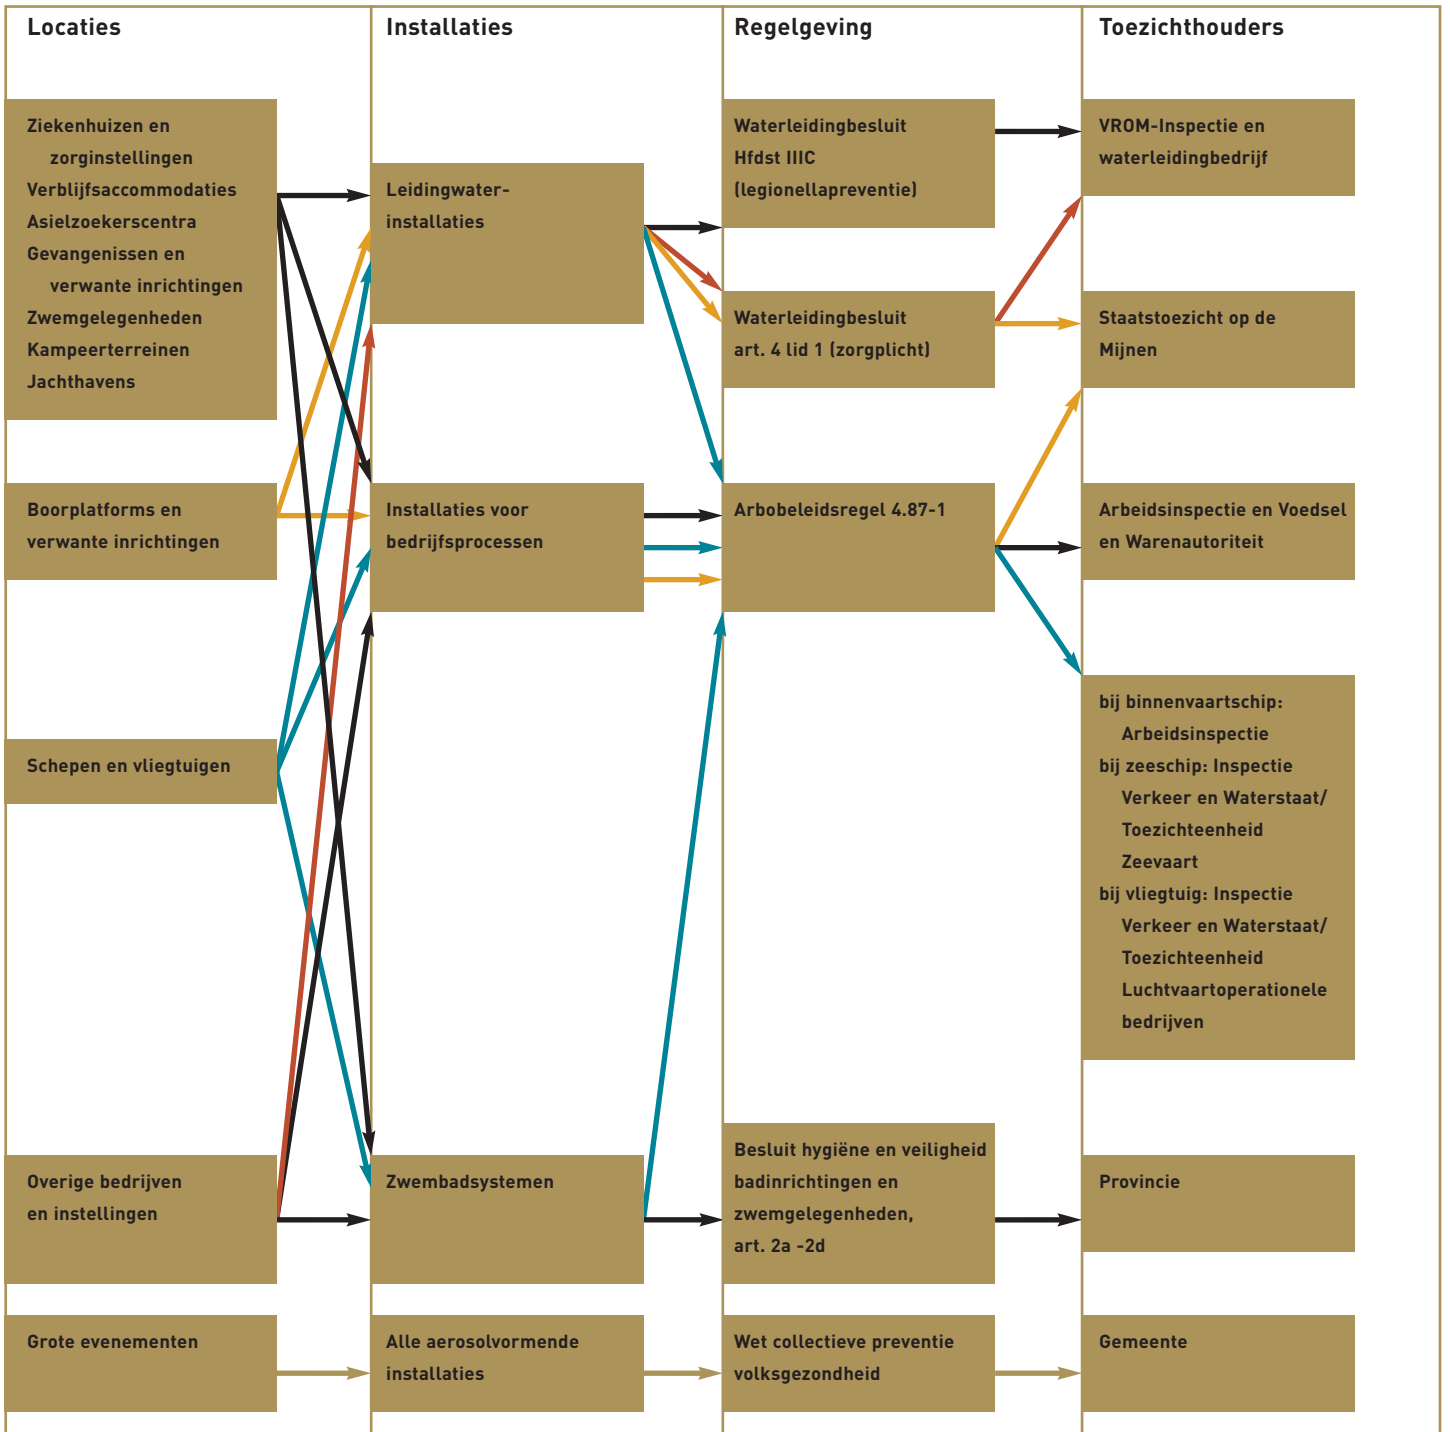 Locaties
Ziekenhuizen en
zorginstellingen
Verblijfsaccommodaties
Asielzoekerscentra
Gevangenissen en
verwante inrichtingen
Zwemgelegenheden
Kampeerterreinen
Jachthavens
Boorplatforms en
verwante inrichtingen
Schepen en vliegtuigen
Overige bedrijven
en instellingen
Grote evenementen
Installaties
Leidingwater-
installaties
Installaties voor
bedrijfsprocessen
Zwembadsystemen
Alle aerosolvormende
installaties
Regelgeving
Waterleidingbesluit
Hfdst IIIC
(legionellapreventie)
Waterleidingbesluit
art. 4 lid 1 (zorgplicht)
Arbobeleidsregel 4.87-1
Besluit hygiëne en veiligheid
badinrichtingen en
zwemgelegenheden,
art. 2a -2d
Wet collectieve preventie
volksgezondheid
Toezichthouders
VROM-Inspectie en
waterleidingbedrijf
Staatstoezicht op de
Mijnen
Arbeidsinspectie en Voedsel
en Warenautoriteit
bij binnenvaartschip:
Arbeidsinspectie
bij zeeschip: Inspectie
Verkeer en Waterstaat/
Toezichteenheid
Zeevaart
bij vliegtuig: Inspectie
Verkeer en Waterstaat/
Toezichteenheid
Luchtvaartoperationele
bedrijven
Provincie
Gemeente